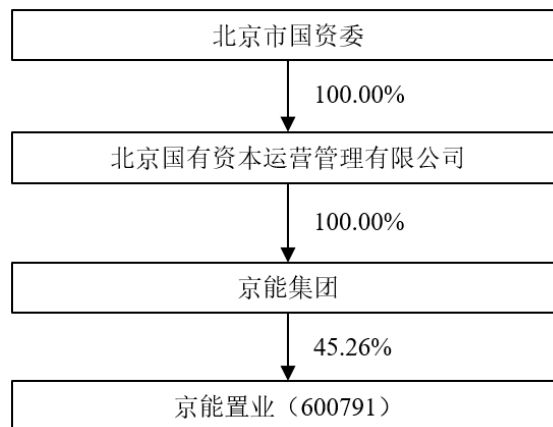 北京市国资委
100.00%
北京国有资本运营管理有限公司
100.00%
京能集团
45.26%
京能置业（600791）